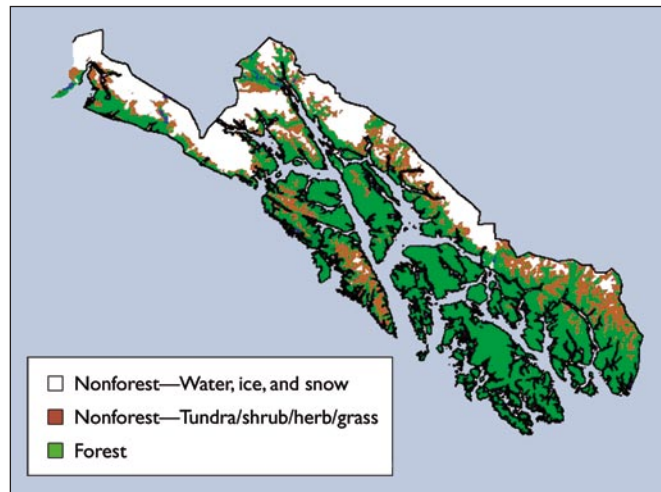 Nonforest—Water, ice, and snow
Nonforest—Tundra/shrub/herb/grass
Forest